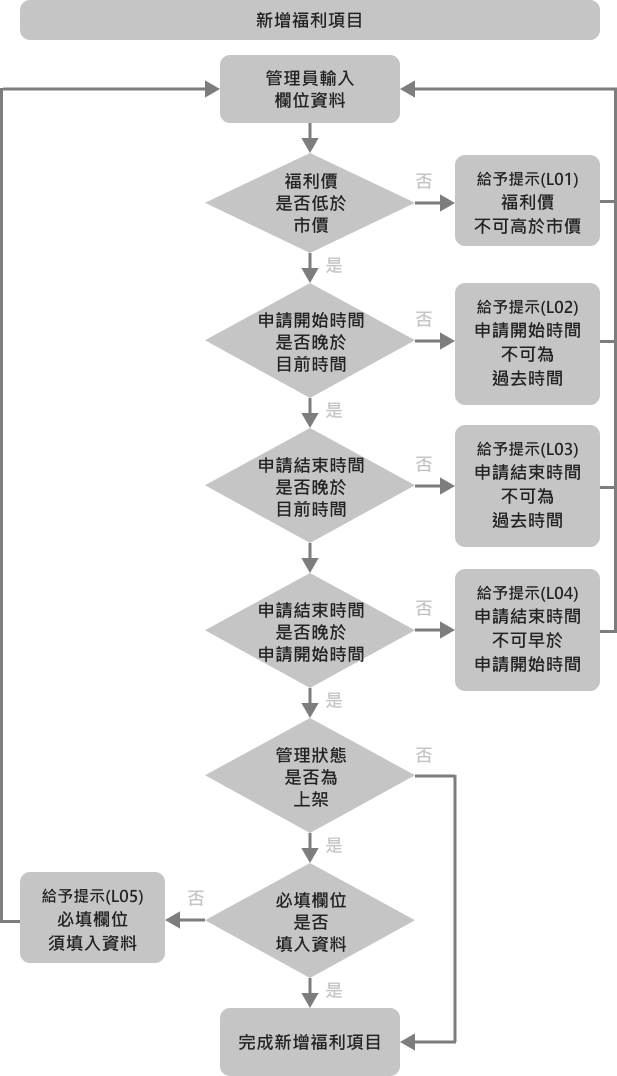 新增福利項目
管理員輸入
欄位資料
福利價
是否低於
市價
否
給予提示(L01)
福利價
不可高於市價
是
申請開始時間
是否晚於
目前時間
否
給予提示(L02)
申請開始時間
不可為
過去時間
是
申請結束時間
是否晚於
目前時間
否
給予提示(L03)
申請結束時間
不可為
過去時間
申請結束時間
是否晚於
申請開始時間
否
給予提示(L04)
申請結束時間
不可早於
申請開始時間
是
管理狀態
是否為
上架
否
是
必填欄位
是否
填入資料
否
給予提示(L05)
必填欄位
須填入資料
是
完成新增福利項目